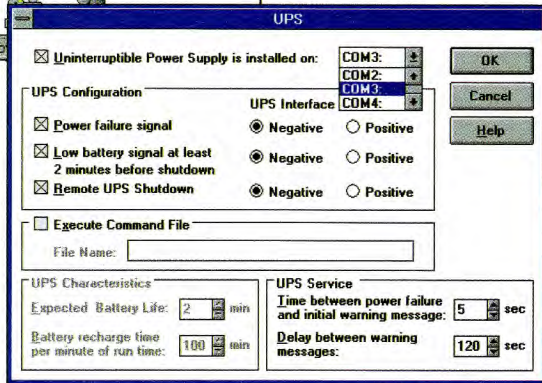 UPS
Uninterruptible Power Supply is installed on: COM3:
OK
COM2:
COM3:
COM4:
Cancel
UPS Configuration
UPS Interface
Help
Power failure signal Negative Positive
Low battery signal at least
2 minutes before shutdown Negative Positive
Remote UPS Shutdown Negative Positive
Execute Command File
File Name:
UPS Characteristics
Expected Battery Life: 2 min
Battery recharge time
per minute of run time: 100 min
UPS Service
Time between power failure
and initial warning message: 5 sec
Delay between warning
messages: 120 sec